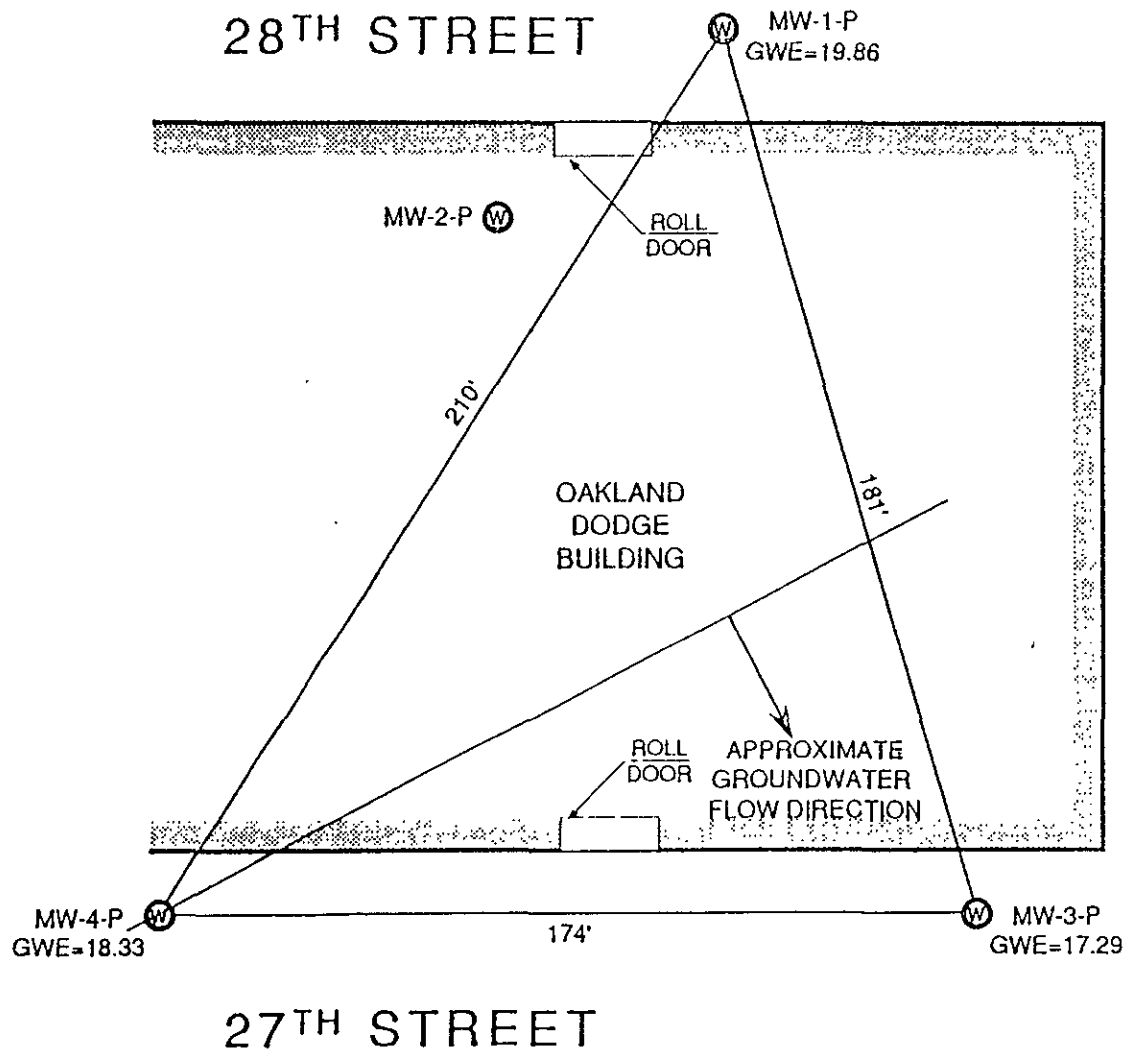 28TH STREET
MW-1-P
GWE=19.86
MW-2-P
ROLL
DOOR
210'
181'
OAKLAND
DODGE
BUILDING
ROLL
DOOR
APPROXIMATE
GROUNDWATER
FLOW DIRECTION
MW-4-P
GWE=18.33
174'
MW-3-P
GWE=17.29
27TH STREET
W
W
W
W